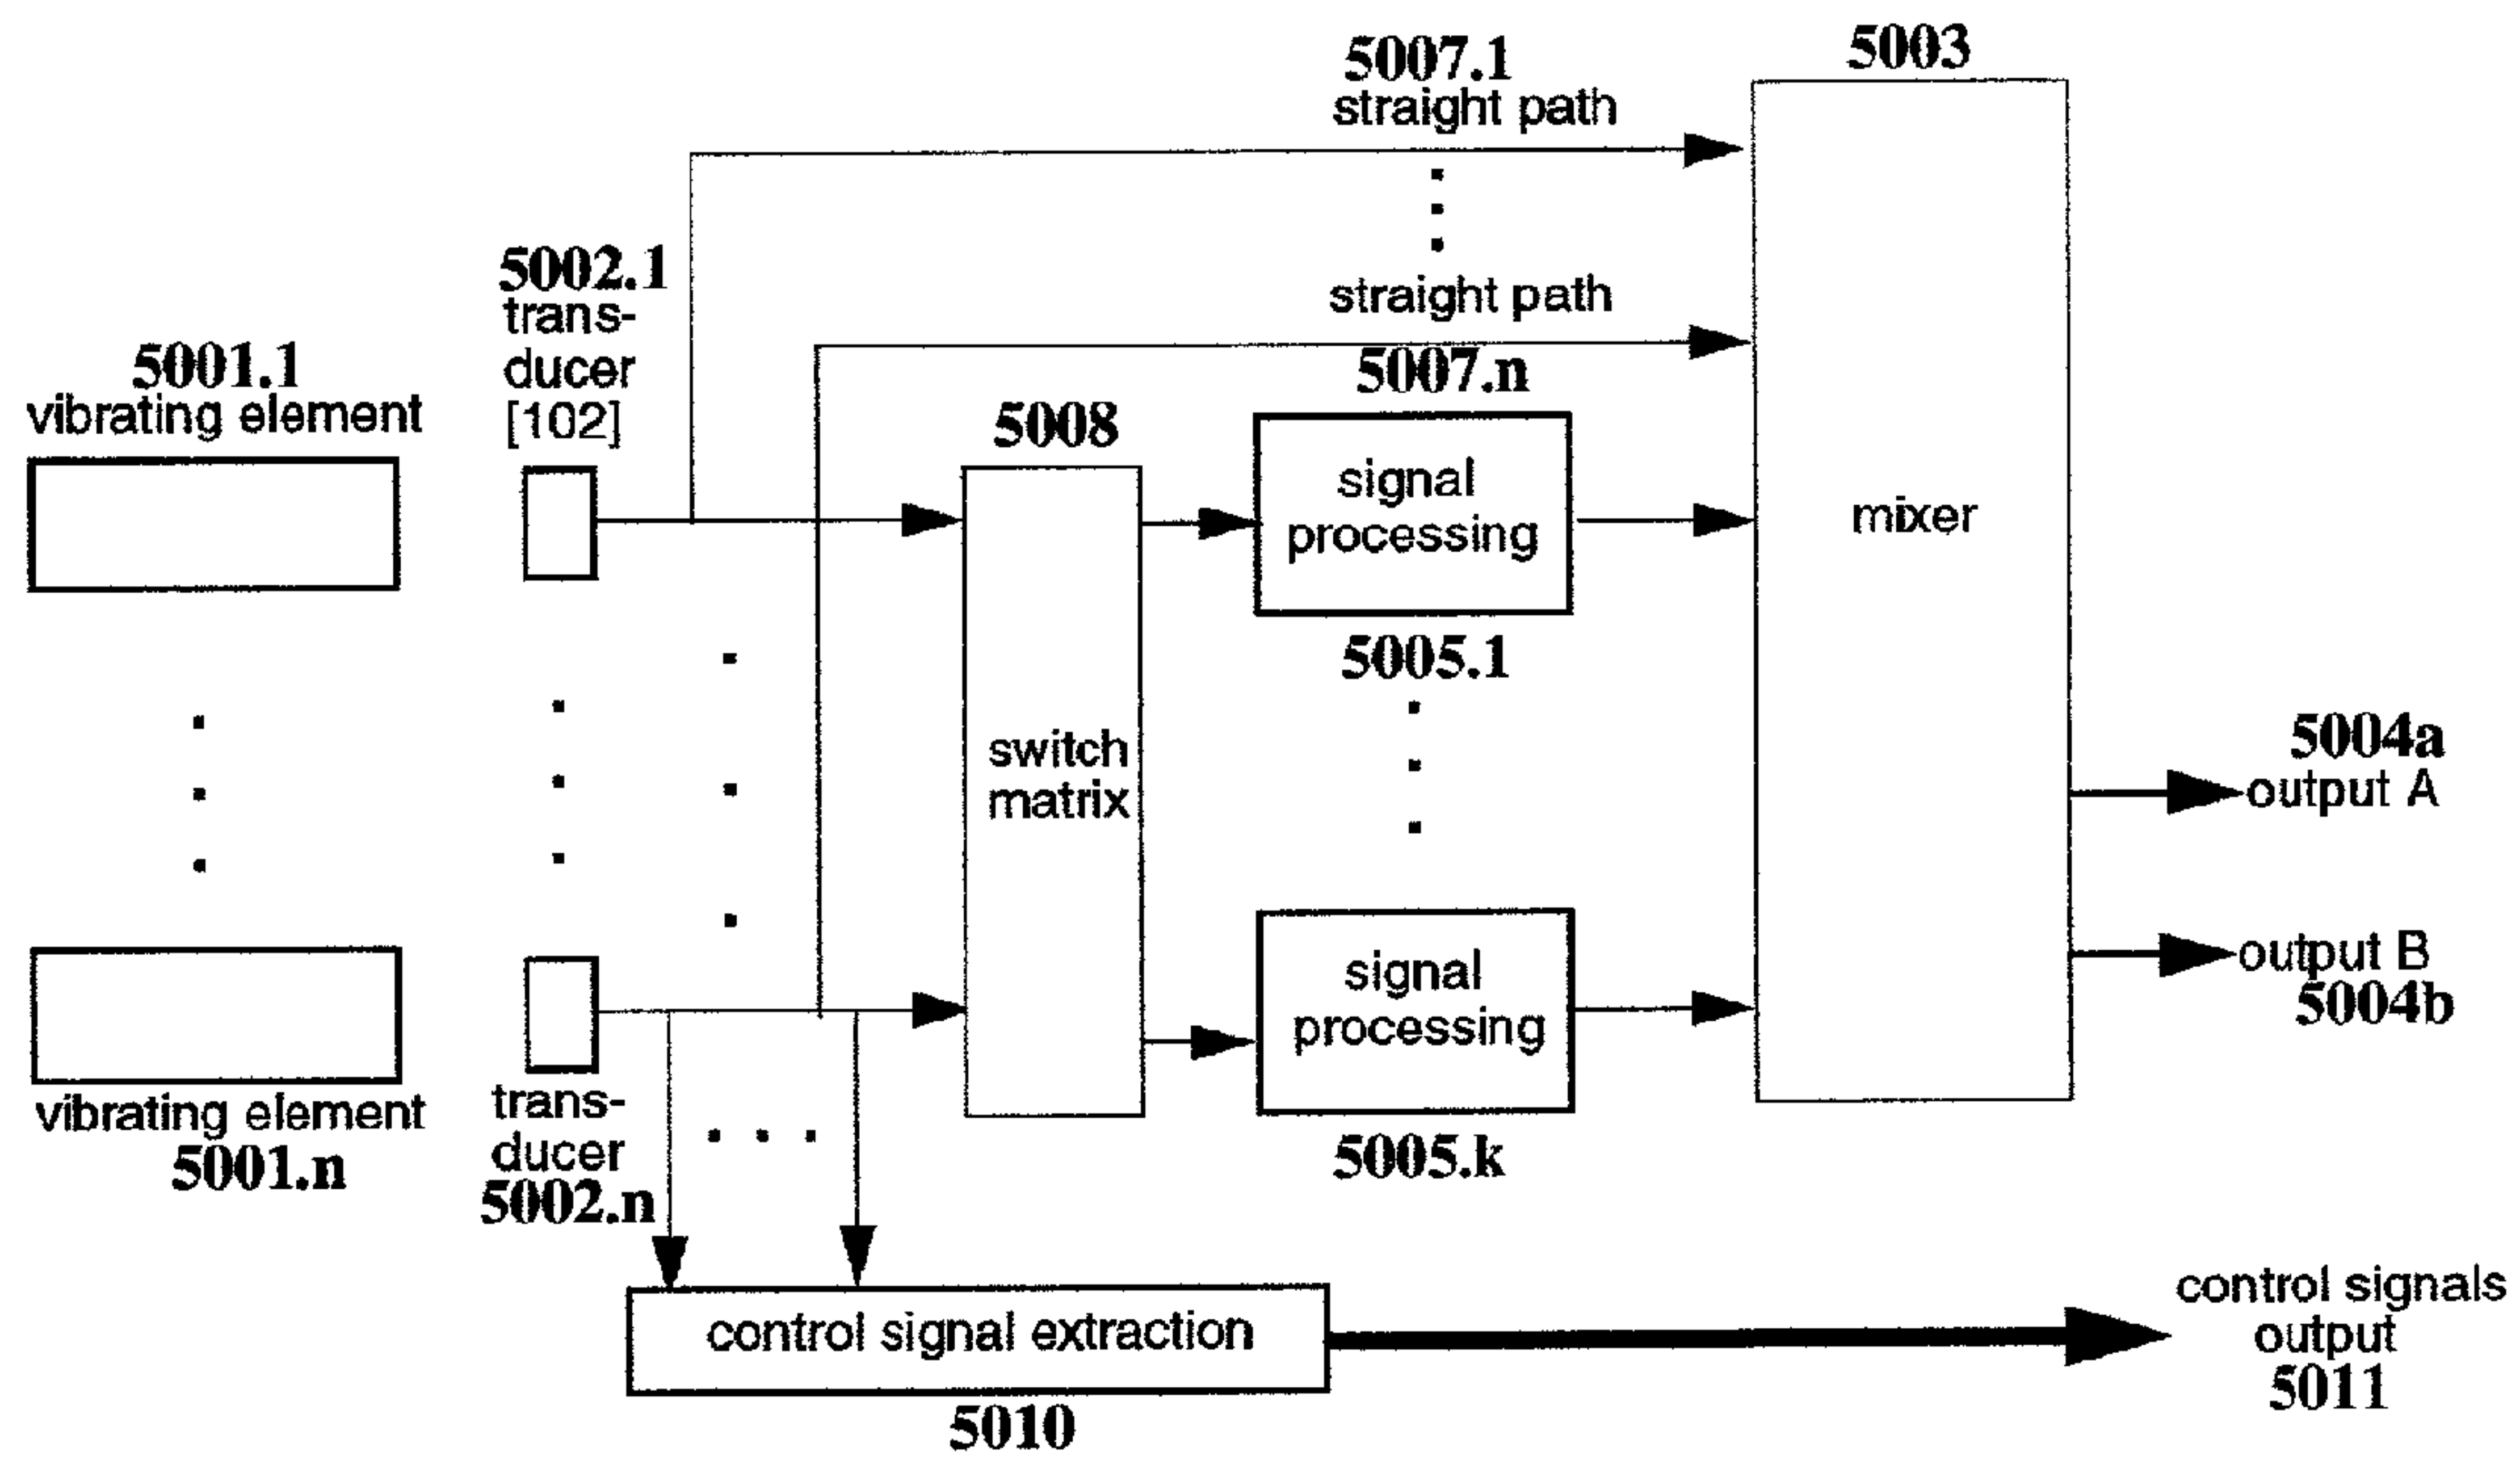 5007.1
straight path
5003
straight path
5007.n
5002.1
trans-
ducer
[102]
5001.1
vibrating element
5008
signal
processing
5005.1
mixer
switch
matrix
5004a
output A
output B
5004b
signal
processing
5005.k
vibrating element
5001.n
trans-
ducer
5002.n
control signal extraction
5010
control signals
output
5011